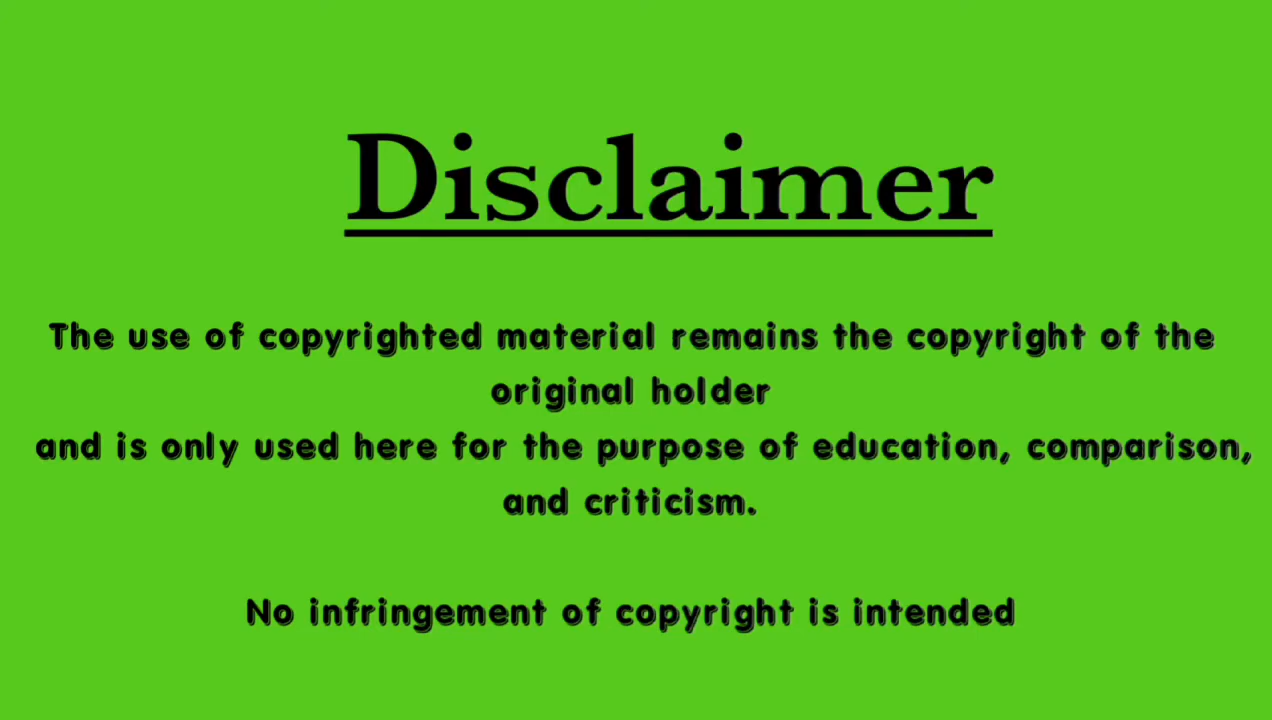 Disclaimer
The use of copyrighted material remains the copyright of the
original holder
and is only used here for the purpose of education, comparison,
and criticism.
No infringement of copyright is intended